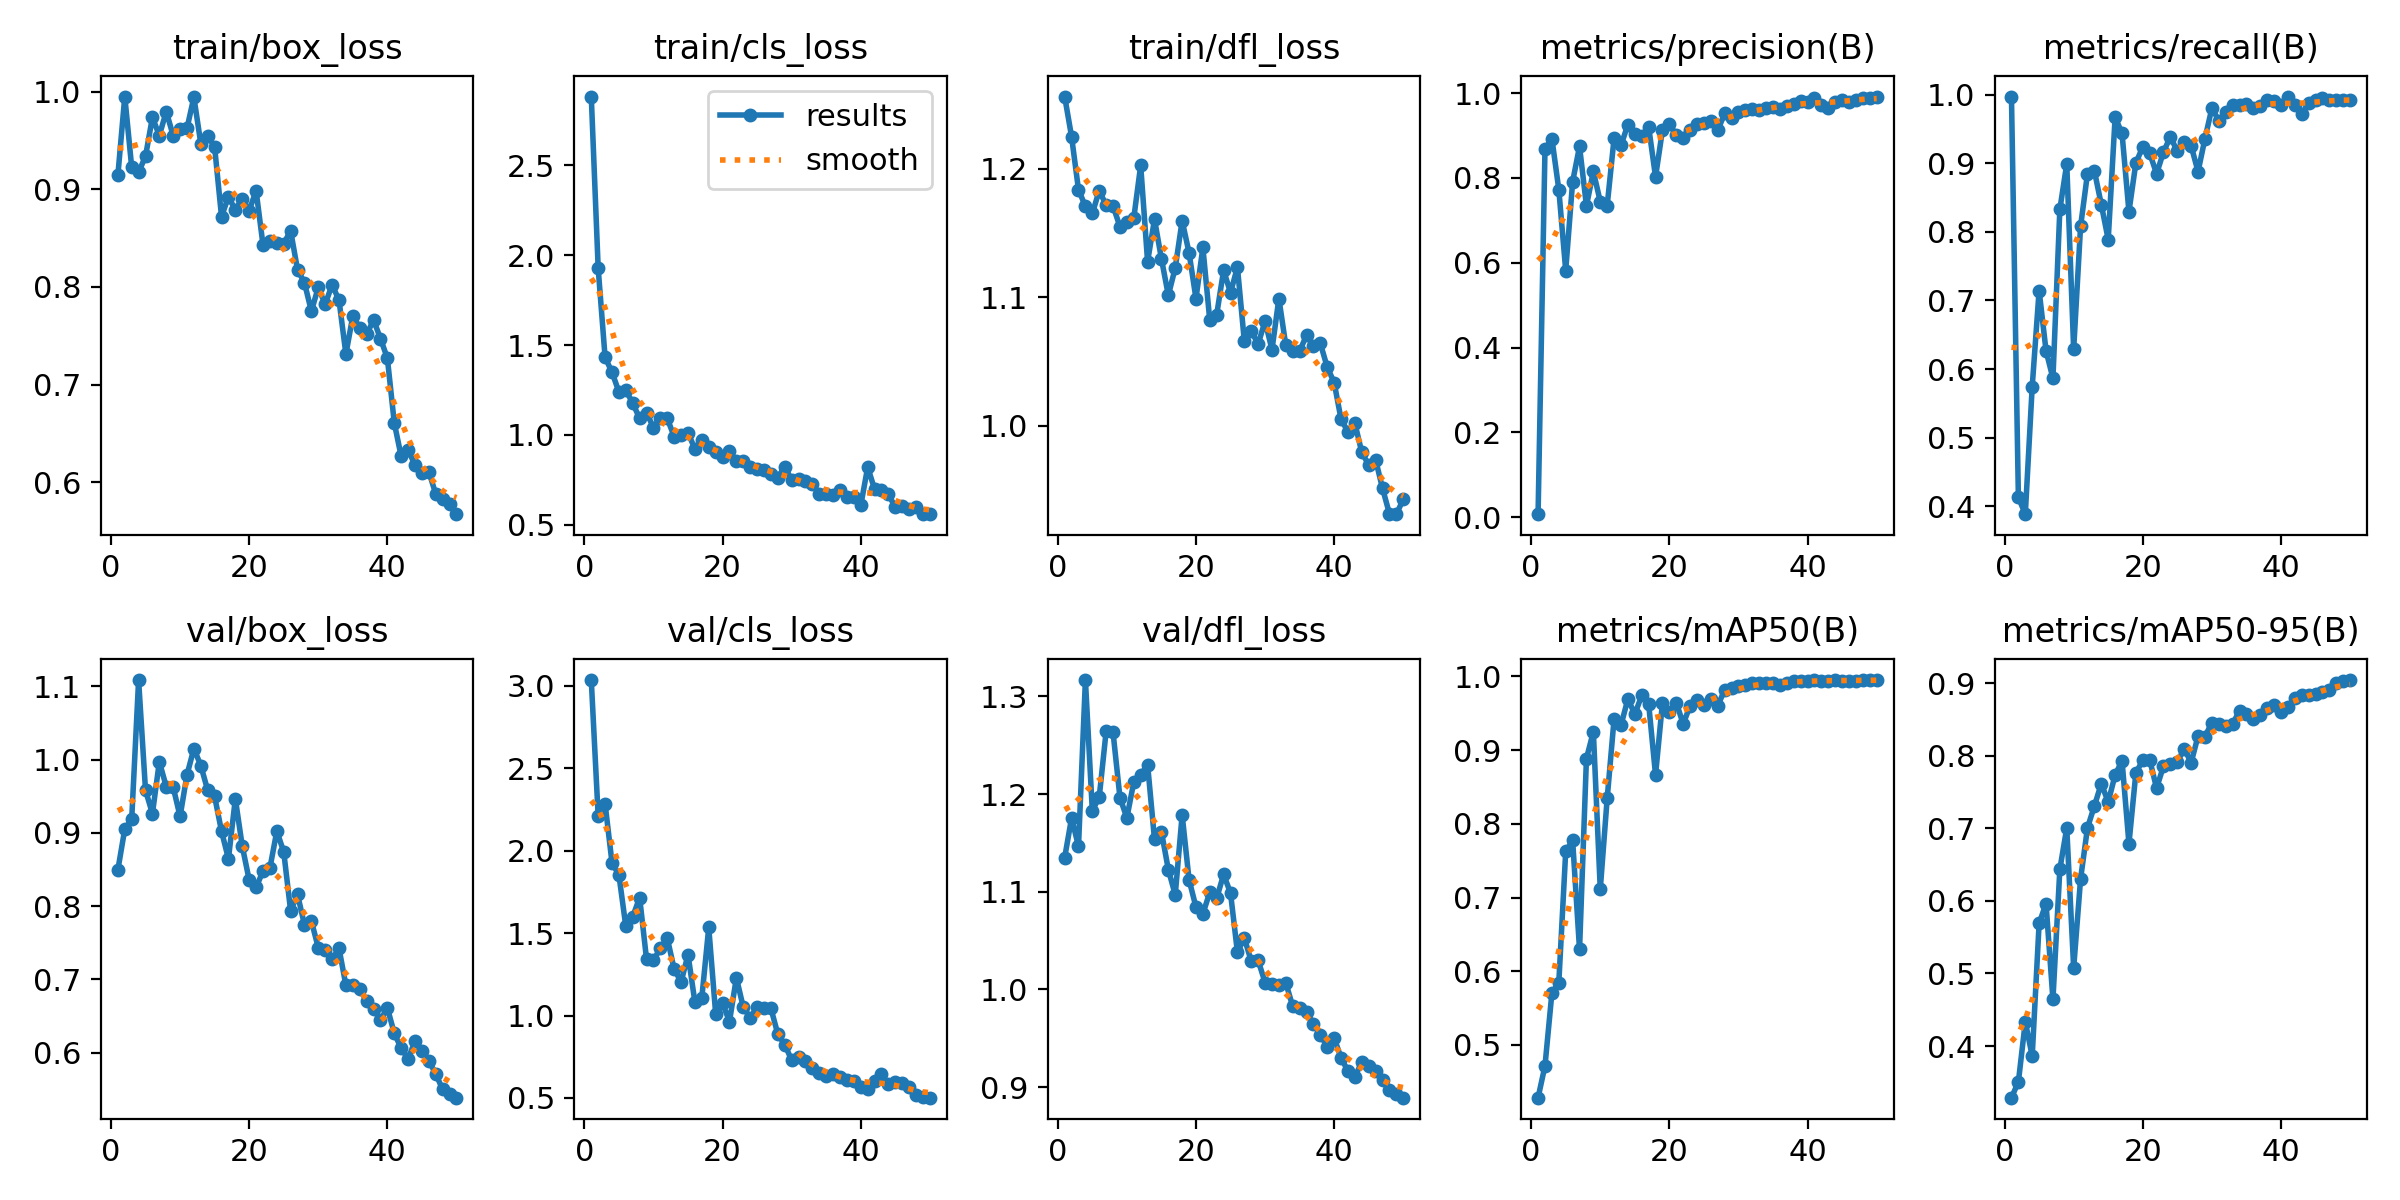 train/box_loss
1.0
0.9
0.8
0.7
0.6
0 20 40
train/cls_loss
results
smooth
2.5
2.0
1.5
1.0
0.5
0 20 40
train/dfl_loss
1.2
1.1
1.0
0 20 40
metrics/precision(B)
1.0
0.8
0.6
0.4
0.2
0.0
0 20 40
metrics/recall(B)
1.0
0.9
0.8
0.7
0.6
0.5
0.4
0 20 40
val/box_loss
1.1
1.0
0.9
0.8
0.7
0.6
0 20 40
val/cls_loss
3.0
2.5
2.0
1.5
1.0
0.5
0 20 40
val/dfl_loss
1.3
1.2
1.1
1.0
0.9
0 20 40
metrics/mAP50(B)
1.0
0.9
0.8
0.7
0.6
0.5
0 20 40
metrics/mAP50-95(B)
0.9
0.8
0.7
0.6
0.5
0.4
0 20 40